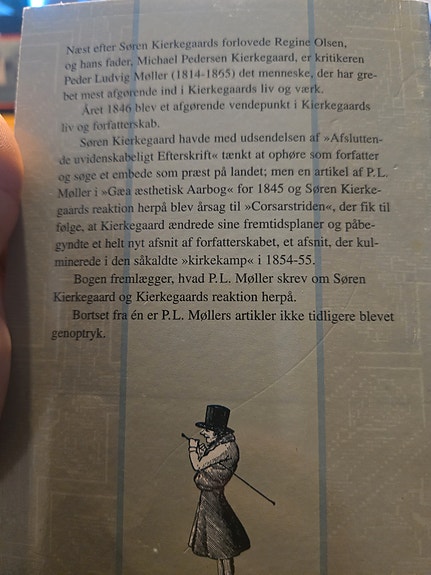 Næst efter Søren Kierkegaards forlovede Regine Olsen,
og hans fader, Michael Pedersen Kierkegaard, er kritikeren
Peder Ludvig Møller (1814-1865) det menneske, der har gre-
bet mest afgørende ind i Kierkegaards liv og værk.
Året 1846 blev et afgørende vendepunkt i Kierkegaards
liv og forfatterskab.
Søren Kierkegaard havde med udsendelsen af »Afslutten-
de uvidenskabeligt Efterskrift« tænkt at ophøre som forfatter
og søge et embede som præst på landet; men en artikel af P.L.
Møller i »Gæa æsthetisk Aarbog« for 1845 og Søren Kierke-
gaards reaktion herpå blev årsag til »Corsarstriden«, der fik til
følge, at Kierkegaard ændrede sine fremtidsplaner og påbe-
gyndte et helt nyt afsnit af forfatterskabet, et afsnit, der kul-
minerede i den såkaldte »kirkekamp« i 1854-55.
Bogen fremlægger, hvad P.L. Møller skrev om Søren
Kierkegaard og Kierkegaards reaktion herpå.
Bortset fra én er P.L. Møllers artikler ikke tidligere blevet
genoptryk.